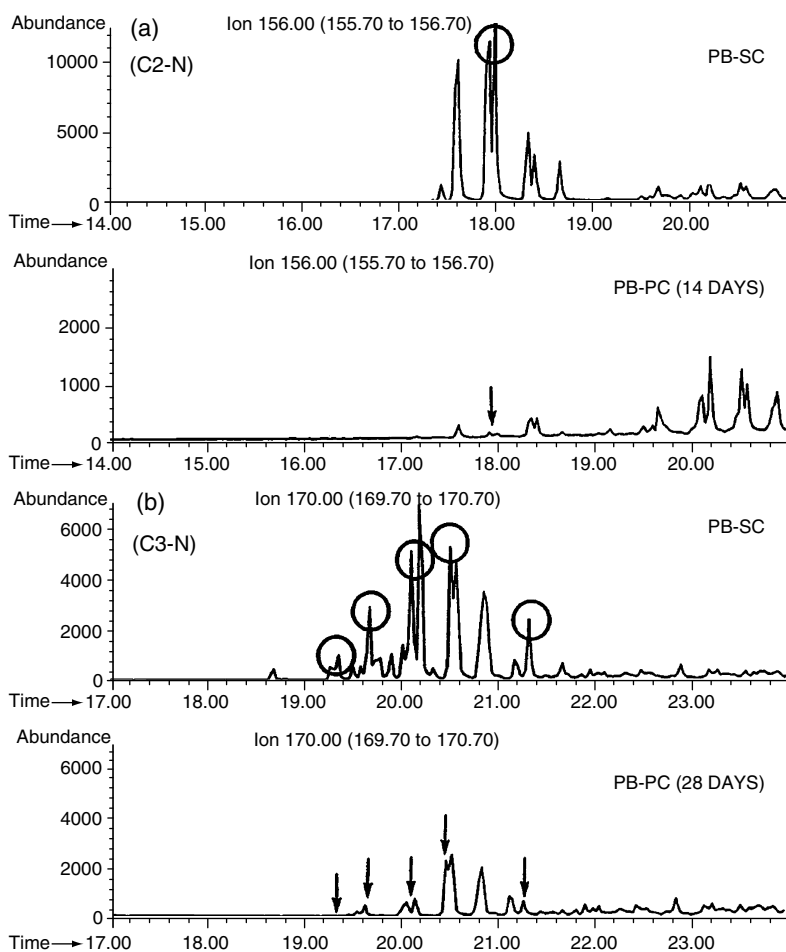 Abundance (a) Ion 156.00 (155.70 to 156.70)
(C2-N) PB-SC
10000
5000
0
Time 14.00 15.00 16.00 17.00 18.00 19.00 20.00
Abundance Ion 156.00 (155.70 to 156.70)
PB-PC (14 DAYS)
2000
1000
0
Time 14.00 15.00 16.00 17.00 18.00 19.00 20.00
Abundance (b) Ion 170.00 (169.70 to 170.70)
(C3-N) PB-SC
6000
4000
2000
0
Time 17.00 18.00 19.00 20.00 21.00 22.00 23.00
Abundance Ion 170.00 (169.70 to 170.70)
PB-PC (28 DAYS)
6000
4000
2000
0
Time 17.00 18.00 19.00 20.00 21.00 22.00 23.00